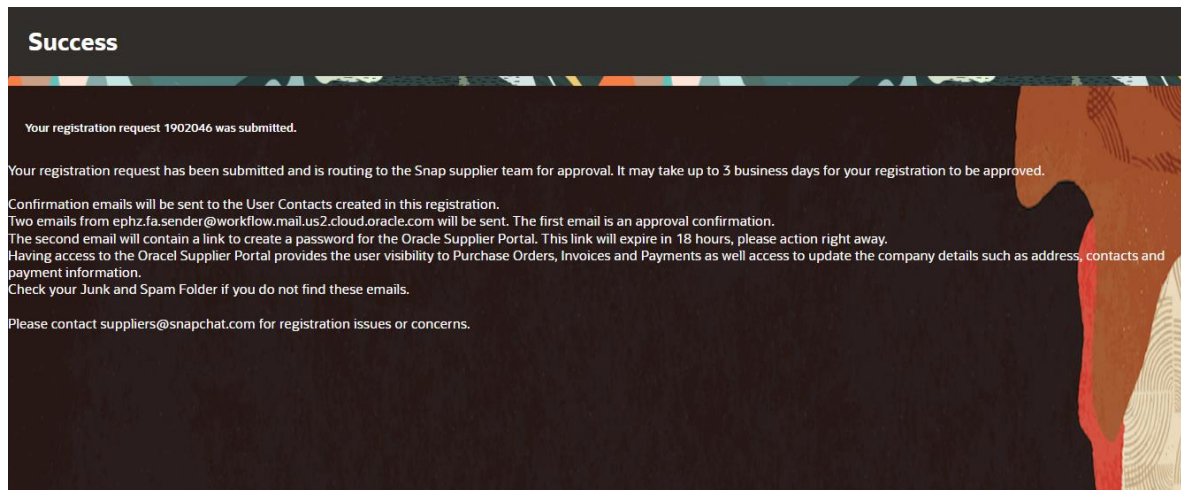 Success
Your registration request 1902046 was submitted.
Your registration request has been submitted and is routing to the Snap supplier team for approval. It may take up to 3 business days for your registration to be approved.
Confirmation emails will be sent to the User Contacts created in this registration.
Two emails from ephz.fa.sender@workflow.mail.us2.cloud.oracle.com will be sent. The first email is an approval confirmation.
The second email will contain a link to create a password for the Oracle Supplier Portal. This link will expire in 18 hours, please action right away.
Having access to the Oracel Supplier Portal provides the user visibility to Purchase Orders, Invoices and Payments as well access to update the company details such as address, contacts and
payment information.
Check your Junk and Spam Folder if you do not find these emails.
Please contact suppliers@snapchat.com for registration issues or concerns.